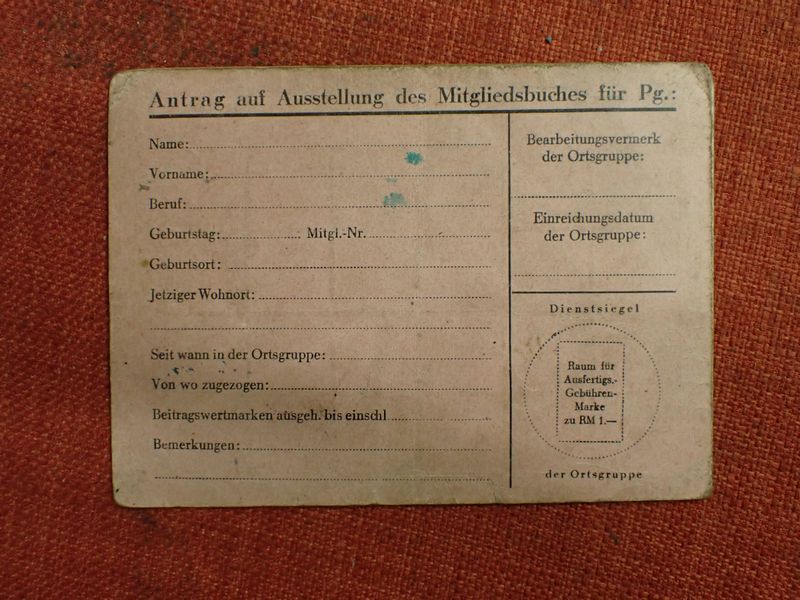 Antrag auf Ausstellung des Mitgliedsbuches für Pg.:
Name:
Vorname:
Beruf:
Geburtstag: Mitgl.-Nr.
Geburtsort:
Jetziger Wohnort:
Seit wann in der Ortsgruppe:
Von wo zugezogen:
Beitragswertmarken ausgeh. bis einschl.
Bemerkungen:
Bearbeitungsvermerk
der Ortsgruppe:
Einreichungsdatum
der Ortsgruppe:
Dienstsiegel
Raum für
Ausfertigs.-
Gebühren-
Marke
zu RM 1.—
der Ortsgruppe